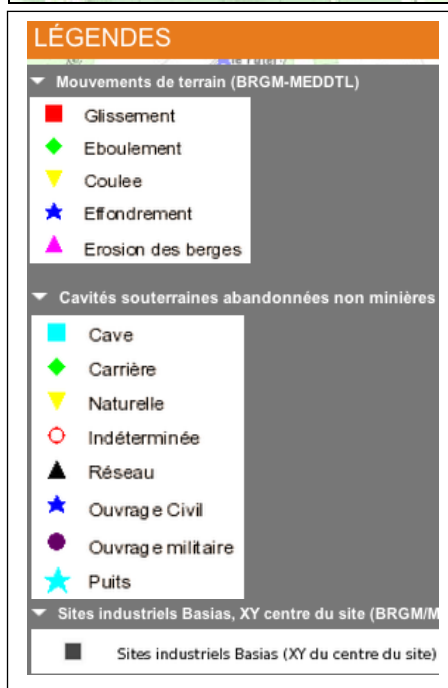 LÉGENDES
Mouvements de terrain (BRGM-MEDDTL)
Glissement
Eboulement
Coulee
Effondrement
Erosion des berges
Cavités souterraines abandonnées non minières
Cave
Carrière
Naturelle
Indéterminée
Réseau
Ouvrage Civil
Ouvrage militaire
Puits
Sites industriels Basias, XY centre du site (BRGM/M
Sites industriels Basias (XY du centre du site)